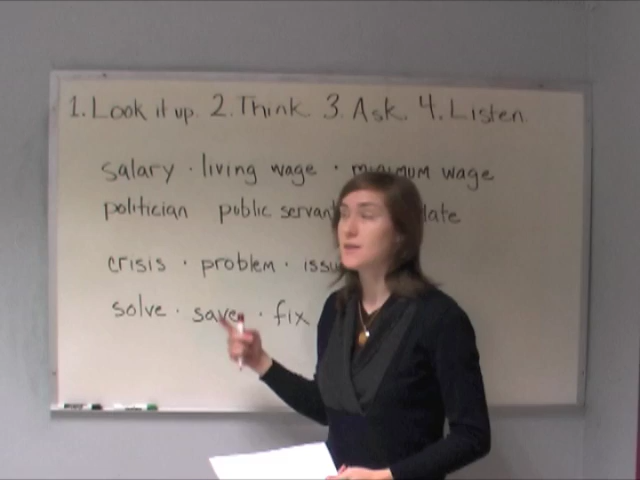 1. Look it up. 2. Think. 3. Ask. 4. Listen.
salary · living wage · minimum wage
politician public servant
crisis · problem ·
solve · save · fix